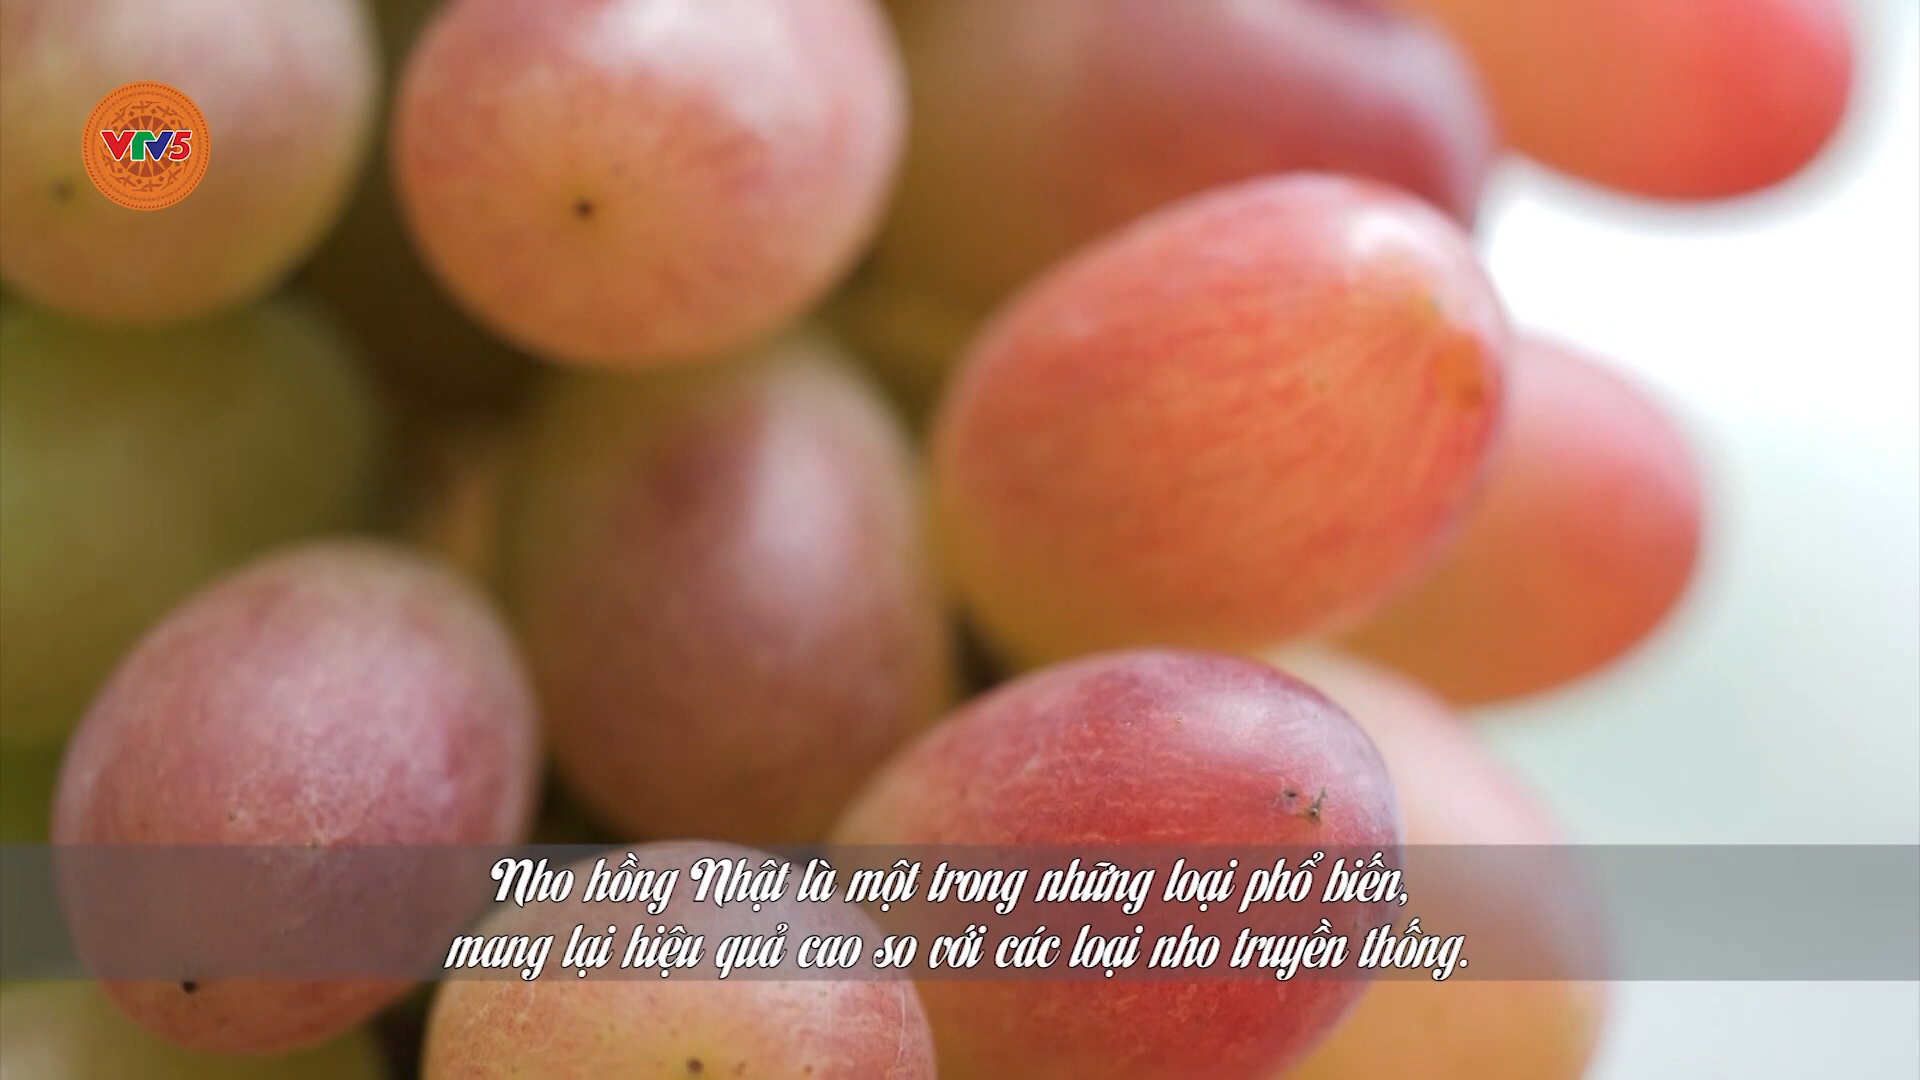 VTV5
Nho hồng Nhật là một trong những loại phổ biến,
mang lại hiệu quả cao so với các loại nho truyền thống.